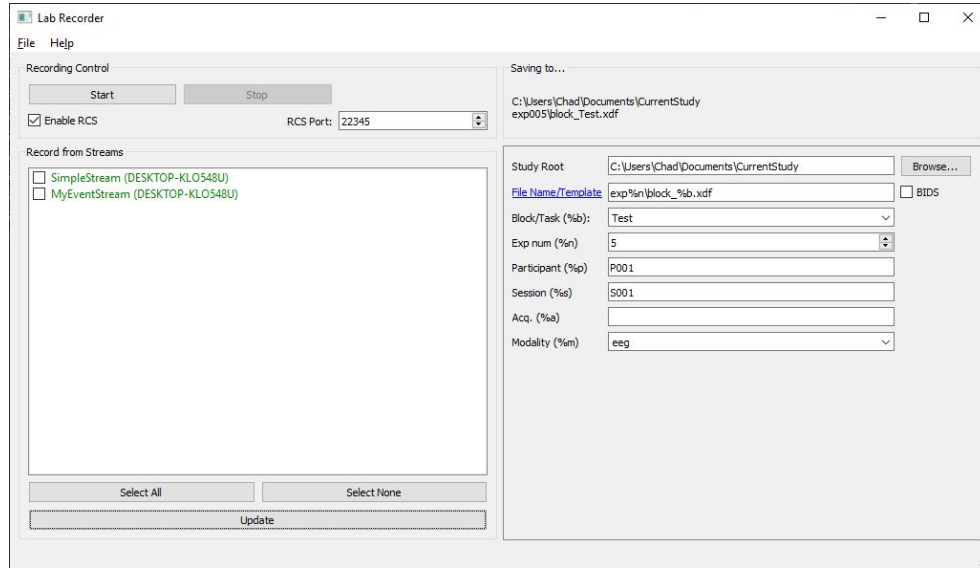 Lab Recorder
File Help
Recording Control
Start Stop
Enable RCS RCS Port: 22345
Record from Streams
SimpleStream (DESKTOP-KLO548U)
MyEventStream (DESKTOP-KLO548U)
Select All Select None
Update
Saving to...
C:\Users\Chad\Documents\CurrentStudy
exp005\block_Test.xdf
Study Root C:\Users\Chad\Documents\CurrentStudy Browse...
File Name/Template exp%n\block_%b.xdf BIDS
Block/Task (%b): Test
Exp num (%n) 5
Participant (%p) P001
Session (%s) S001
Acq. (%a)
Modality (%m) eeg